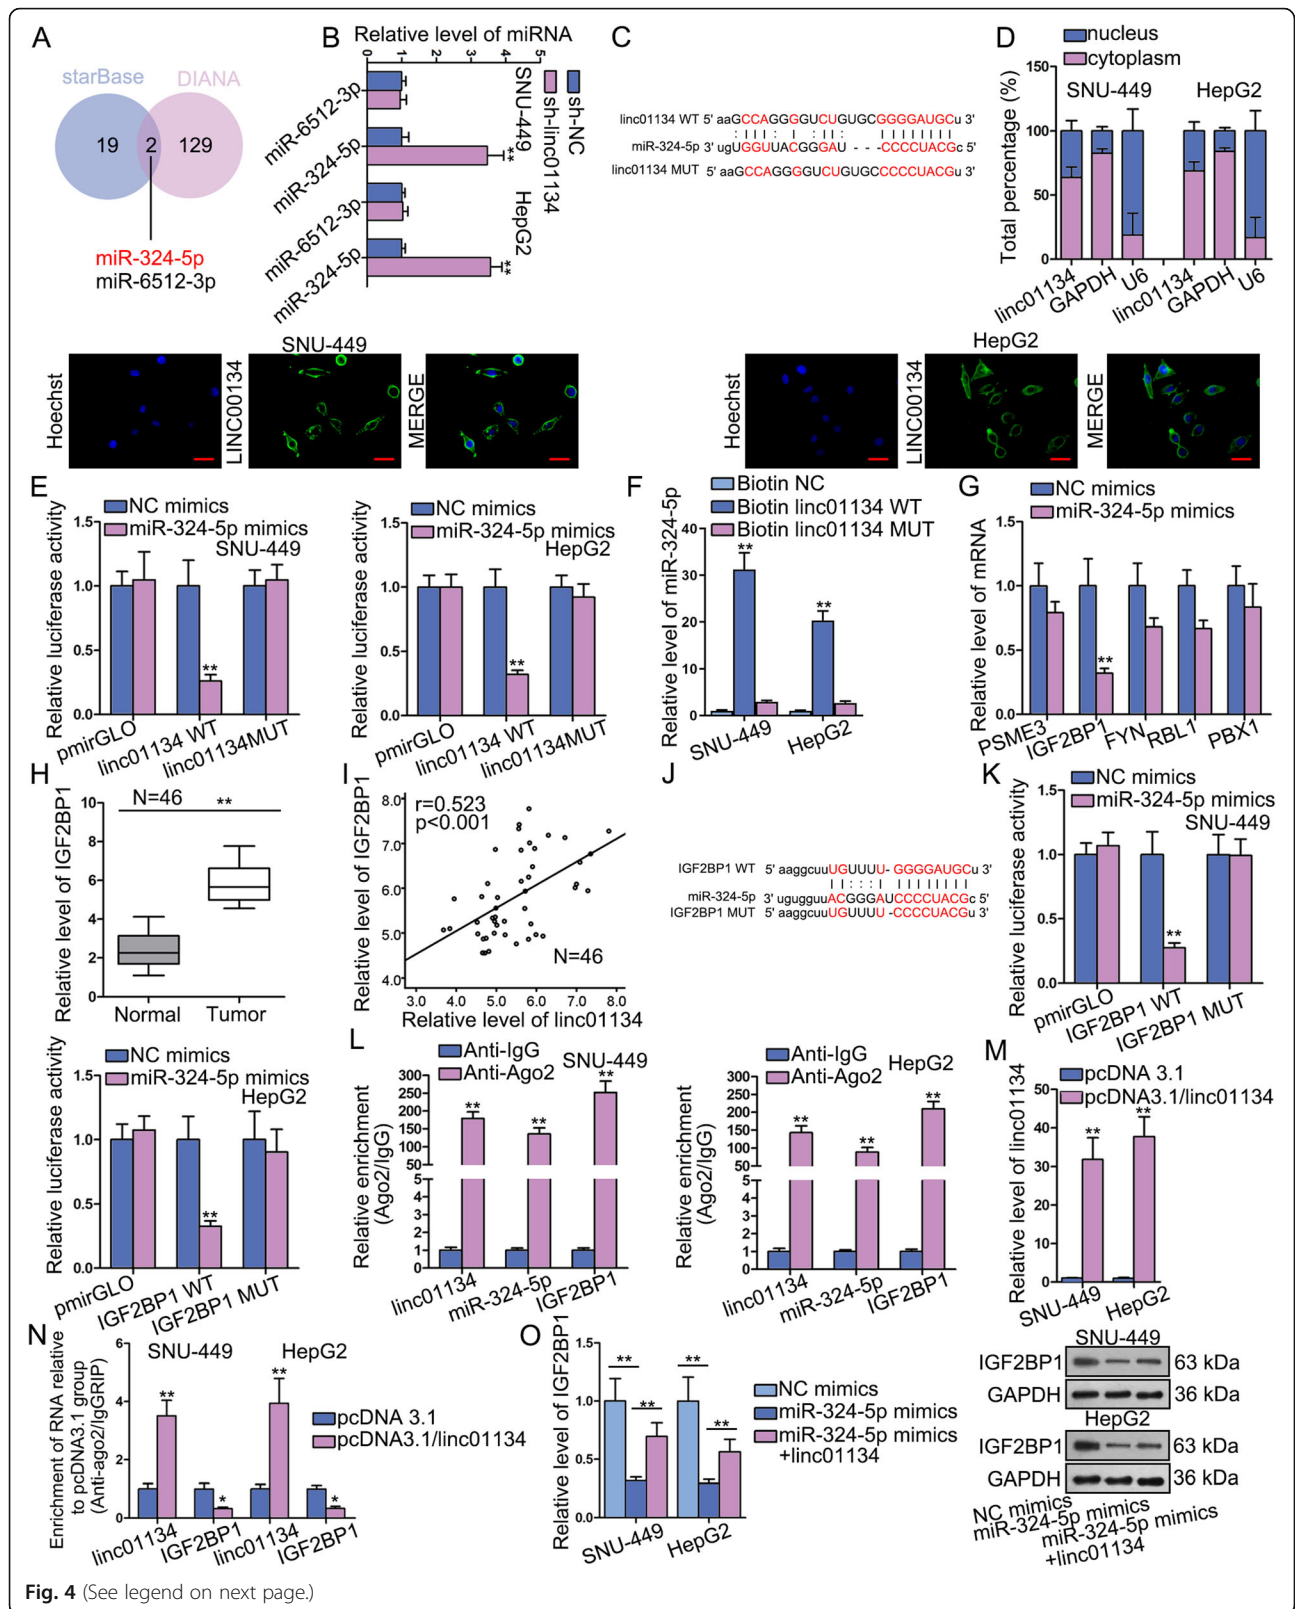 A
starBase
DIANA
19
2
129
miR-324-5p
miR-6512-3p
B
Relative level of miRNA
0 1 2 3 4 5
miR-6512-3p
miR-324-5p
miR-6512-3p
miR-324-5p
SNU-449
HepG2
**
**
sh-NC
sh-linc01134
C
linc01134 WT 5' aaGCCAGGGGUCUGUGCGGGGAUGCu 3'
miR-324-5p 3' ugUGGUUACGGGAU - - -CCCCUACGc 5'
linc01134 MUT 5' aaGCCAGGGGUCUGUGCCCCCUACGu 3'
D
nucleus
cytoplasm
SNU-449
HepG2
Total percentage (%)
150
100
50
0
linc01134
GAPDH
U6
linc01134
GAPDH
U6
SNU-449
Hoechst
LINC00134
MERGE
HepG2
Hoechst
LINC00134
MERGE
E
NC mimics
miR-324-5p mimics
SNU-449
Relative luciferase activity
1.5
1.0
0.5
0.0
**
pmirGLO
linc01134 WT
linc01134MUT
NC mimics
miR-324-5p mimics
HepG2
Relative luciferase activity
1.5
1.0
0.5
0.0
**
pmirGLO
linc01134 WT
linc01134MUT
F
Biotin NC
Biotin linc01134 WT
Biotin linc01134 MUT
Relative level of miR-324-5p
40
30
20
10
0
**
**
SNU-449
HepG2
G
NC mimics
miR-324-5p mimics
Relative level of mRNA
1.5
1.0
0.5
0.0
**
PSME3
IGF2BP1
FYN
RBL1
PBX1
H
N=46
**
Relative level of IGF2BP1
10
8
6
4
2
0
Normal
Tumor
I
r=0.523
p<0.001
N=46
Relative level of IGF2BP1
8.0
7.0
6.0
5.0
4.0
3.0 4.0 5.0 6.0 7.0 8.0
Relative level of linc01134
J
IGF2BP1 WT 5' aaggcuuUGUUUU- GGGGAUGCu 3'
miR-324-5p 3' ugugguuACGGGAUCCCCUACGc 5'
IGF2BP1 MUT 5' aaggcuuUGUUUU -CCCCUACGu 3'
K
NC mimics
miR-324-5p mimics
SNU-449
Relative luciferase activity
1.5
1.0
0.5
0.0
**
pmirGLO
IGF2BP1 WT
IGF2BP1 MUT
NC mimics
miR-324-5p mimics
HepG2
Relative luciferase activity
1.5
1.0
0.5
0.0
**
pmirGLO
IGF2BP1 WT
IGF2BP1 MUT
L
Anti-IgG
Anti-Ago2
SNU-449
Relative enrichment
(Ago2/IgG)
300
250
200
150
100
50
5
4
3
2
1
0
**
**
**
linc01134
miR-324-5p
IGF2BP1
Anti-IgG
Anti-Ago2
HepG2
Relative enrichment
(Ago2/IgG)
300
250
200
150
100
50
5
4
3
2
1
0
**
**
**
linc01134
miR-324-5p
IGF2BP1
M
pcDNA 3.1
pcDNA3.1/linc01134
Relative level of linc01134
50
40
30
20
10
0
**
**
SNU-449
HepG2
N
SNU-449
HepG2
Enrichment of RNA relative
to pcDNA3.1 group
(Anti-ago2/IgGRIP)
6
4
2
0
**
*
**
*
linc01134
IGF2BP1
linc01134
IGF2BP1
pcDNA 3.1
pcDNA3.1/linc01134
O
Relative level of IGF2BP1
1.5
1.0
0.5
0.0
**
**
**
**
SNU-449
HepG2
NC mimics
miR-324-5p mimics
miR-324-5p mimics
+linc01134
SNU-449
IGF2BP1 63 kDa
GAPDH 36 kDa
HepG2
IGF2BP1 63 kDa
GAPDH 36 kDa
NC mimics
miR-324-5p mimics
miR-324-5p mimics
+linc01134
Fig. 4 (See legend on next page.)